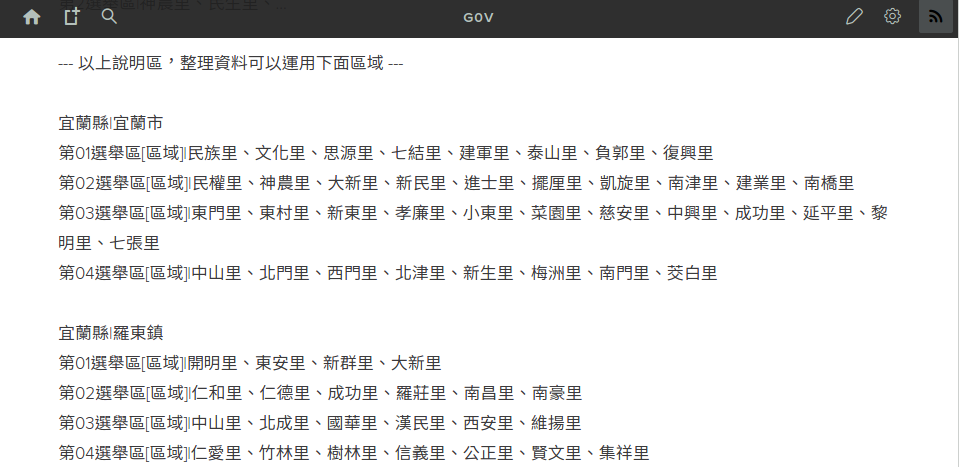 G0V
--- 以上說明區，整理資料可以運用下面區域 ---
宜蘭縣|宜蘭市
第01選舉區[區域]|民族里、文化里、思源里、七結里、建軍里、泰山里、負郭里、復興里
第02選舉區[區域]|民權里、神農里、大新里、新民里、進士里、擺厘里、凱旋里、南津里、建業里、南橋里
第03選舉區[區域]|東門里、東村里、新東里、孝廉里、小東里、菜園里、慈安里、中興里、成功里、延平里、黎
明里、七張里
第04選舉區[區域]|中山里、北門里、西門里、北津里、新生里、梅洲里、南門里、茭白里
宜蘭縣|羅東鎮
第01選舉區[區域]|開明里、東安里、新群里、大新里
第02選舉區[區域]|仁和里、仁德里、成功里、羅莊里、南昌里、南豪里
第03選舉區[區域]|中山里、北成里、國華里、漢民里、西安里、維揚里
第04選舉區[區域]|仁愛里、竹林里、樹林里、信義里、公正里、賢文里、集祥里